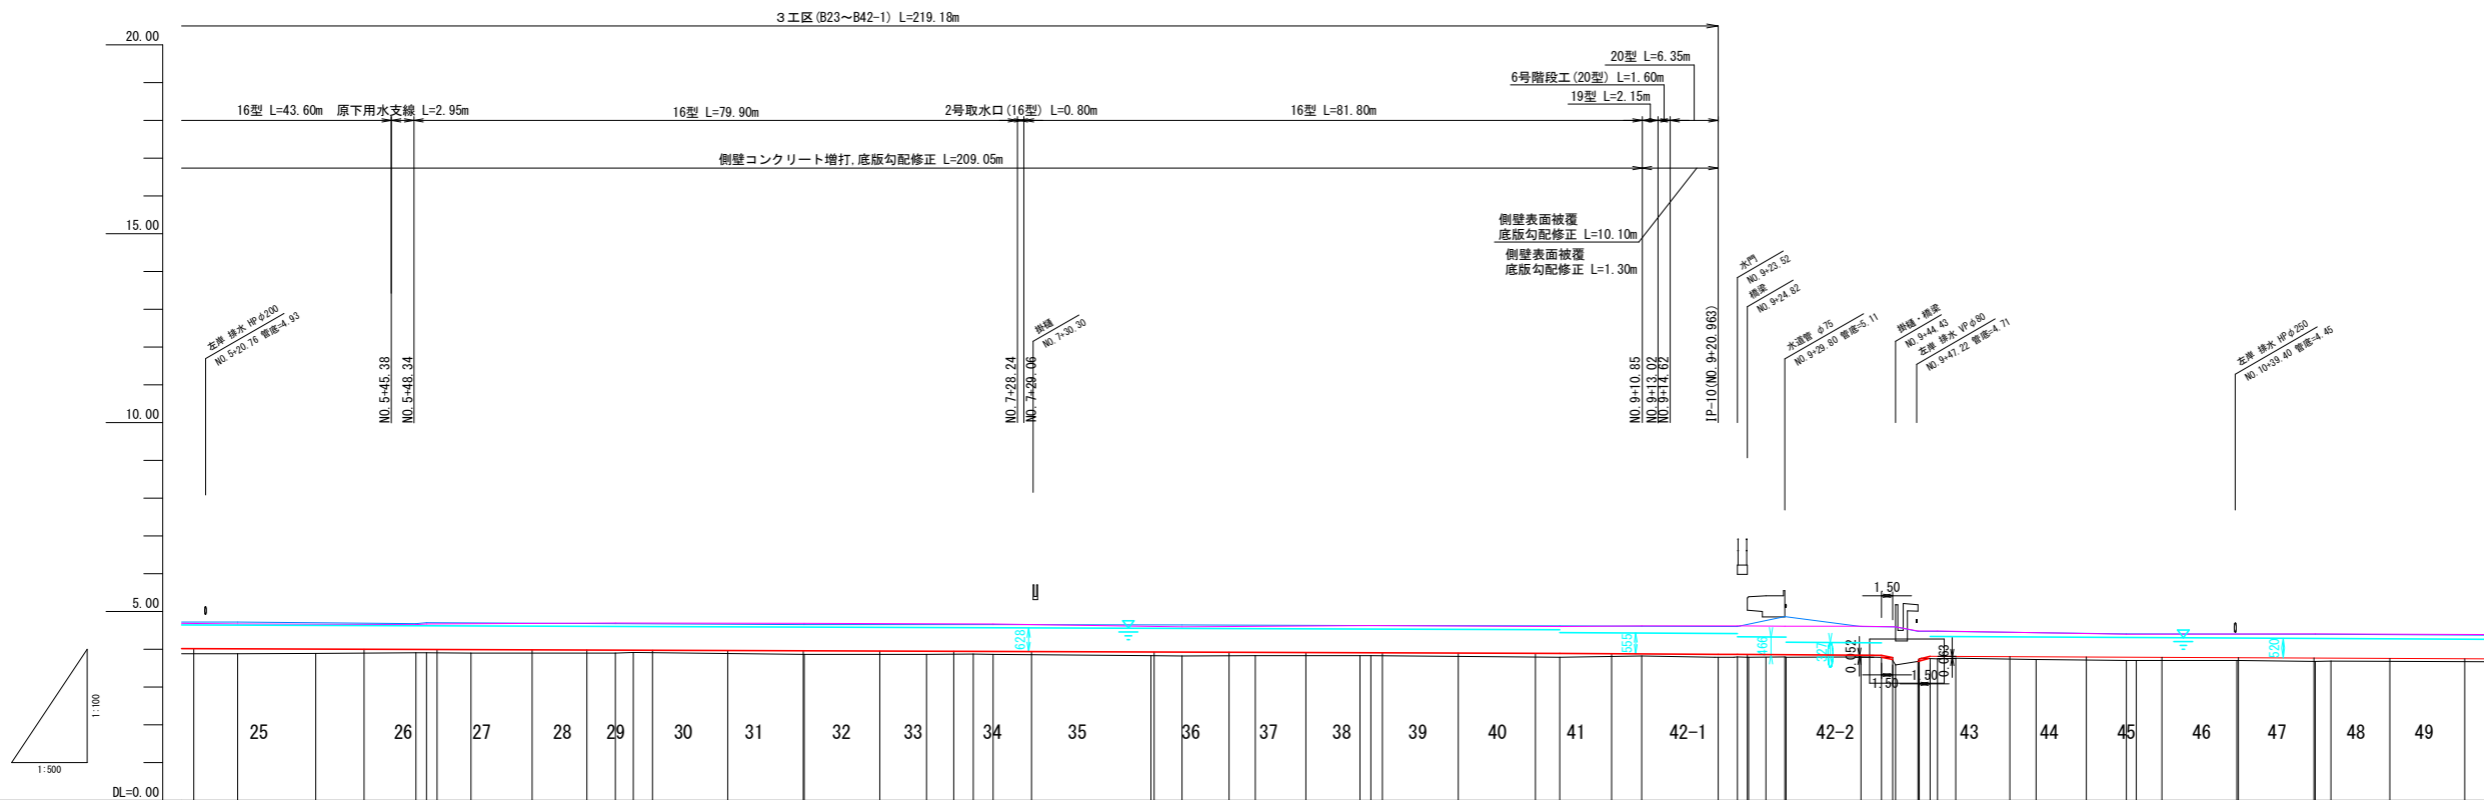 3工区(B23～B42-1) L=219.18m
20.00
20型 L=6.35m
6号階段工(20型) L=1.60m
19型 L=2.15m
16型 L=43.60m
原下用水支線 L=2.95m
16型 L=79.90m
2号取水口(16型) L=0.80m
16型 L=81.80m
側壁コンクリート増打,底版勾配修正 L=209.05m
15.00
側壁表面被覆
底版勾配修正 L=10.10m
側壁表面被覆
底版勾配修正 L=1.30m
水門
NO.9+23.52
橋梁
NO.9+24.82
左岸 排水 HPφ200
NO.5+20.76 管底=4.93
掛樋
NO.7+30.30
水道管 φ75
NO.9+29.80 管底=5.11
掛樋・橋梁
NO.9+44.43
左岸 排水 VPφ80
NO.9+47.22 管底=4.71
左岸 排水 HPφ250
NO.10+39.40 管底=4.45
NO.5+45.38
NO.5+48.34
NO.7+28.24
NO.7+29.06
NO.9+10.85
NO.9+13.02
NO.9+14.62
IP-10(NO.9+20.963)
10.00
5.00
1.50
628
555
466
327
0.052
1.50
1.50
0.063
520
1:100
1:500
25 26 27 28 29 30 31 32 33 34 35 36 37 38 39 40 41 42-1 42-2 43 44 45 46 47 48 49
DL=0.00